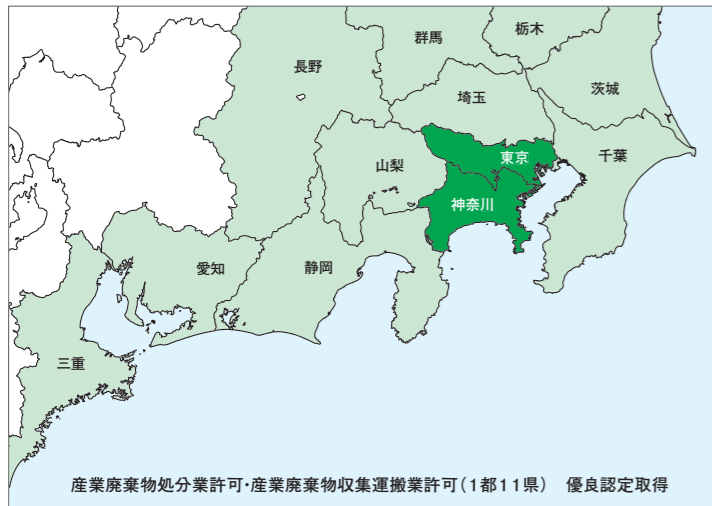 栃木
群馬
長野
茨城
埼玉
千葉
東京
山梨
神奈川
愛知
静岡
三重
産業廃棄物処分業許可・産業廃棄物収集運搬業許可(1都11県) 優良認定取得